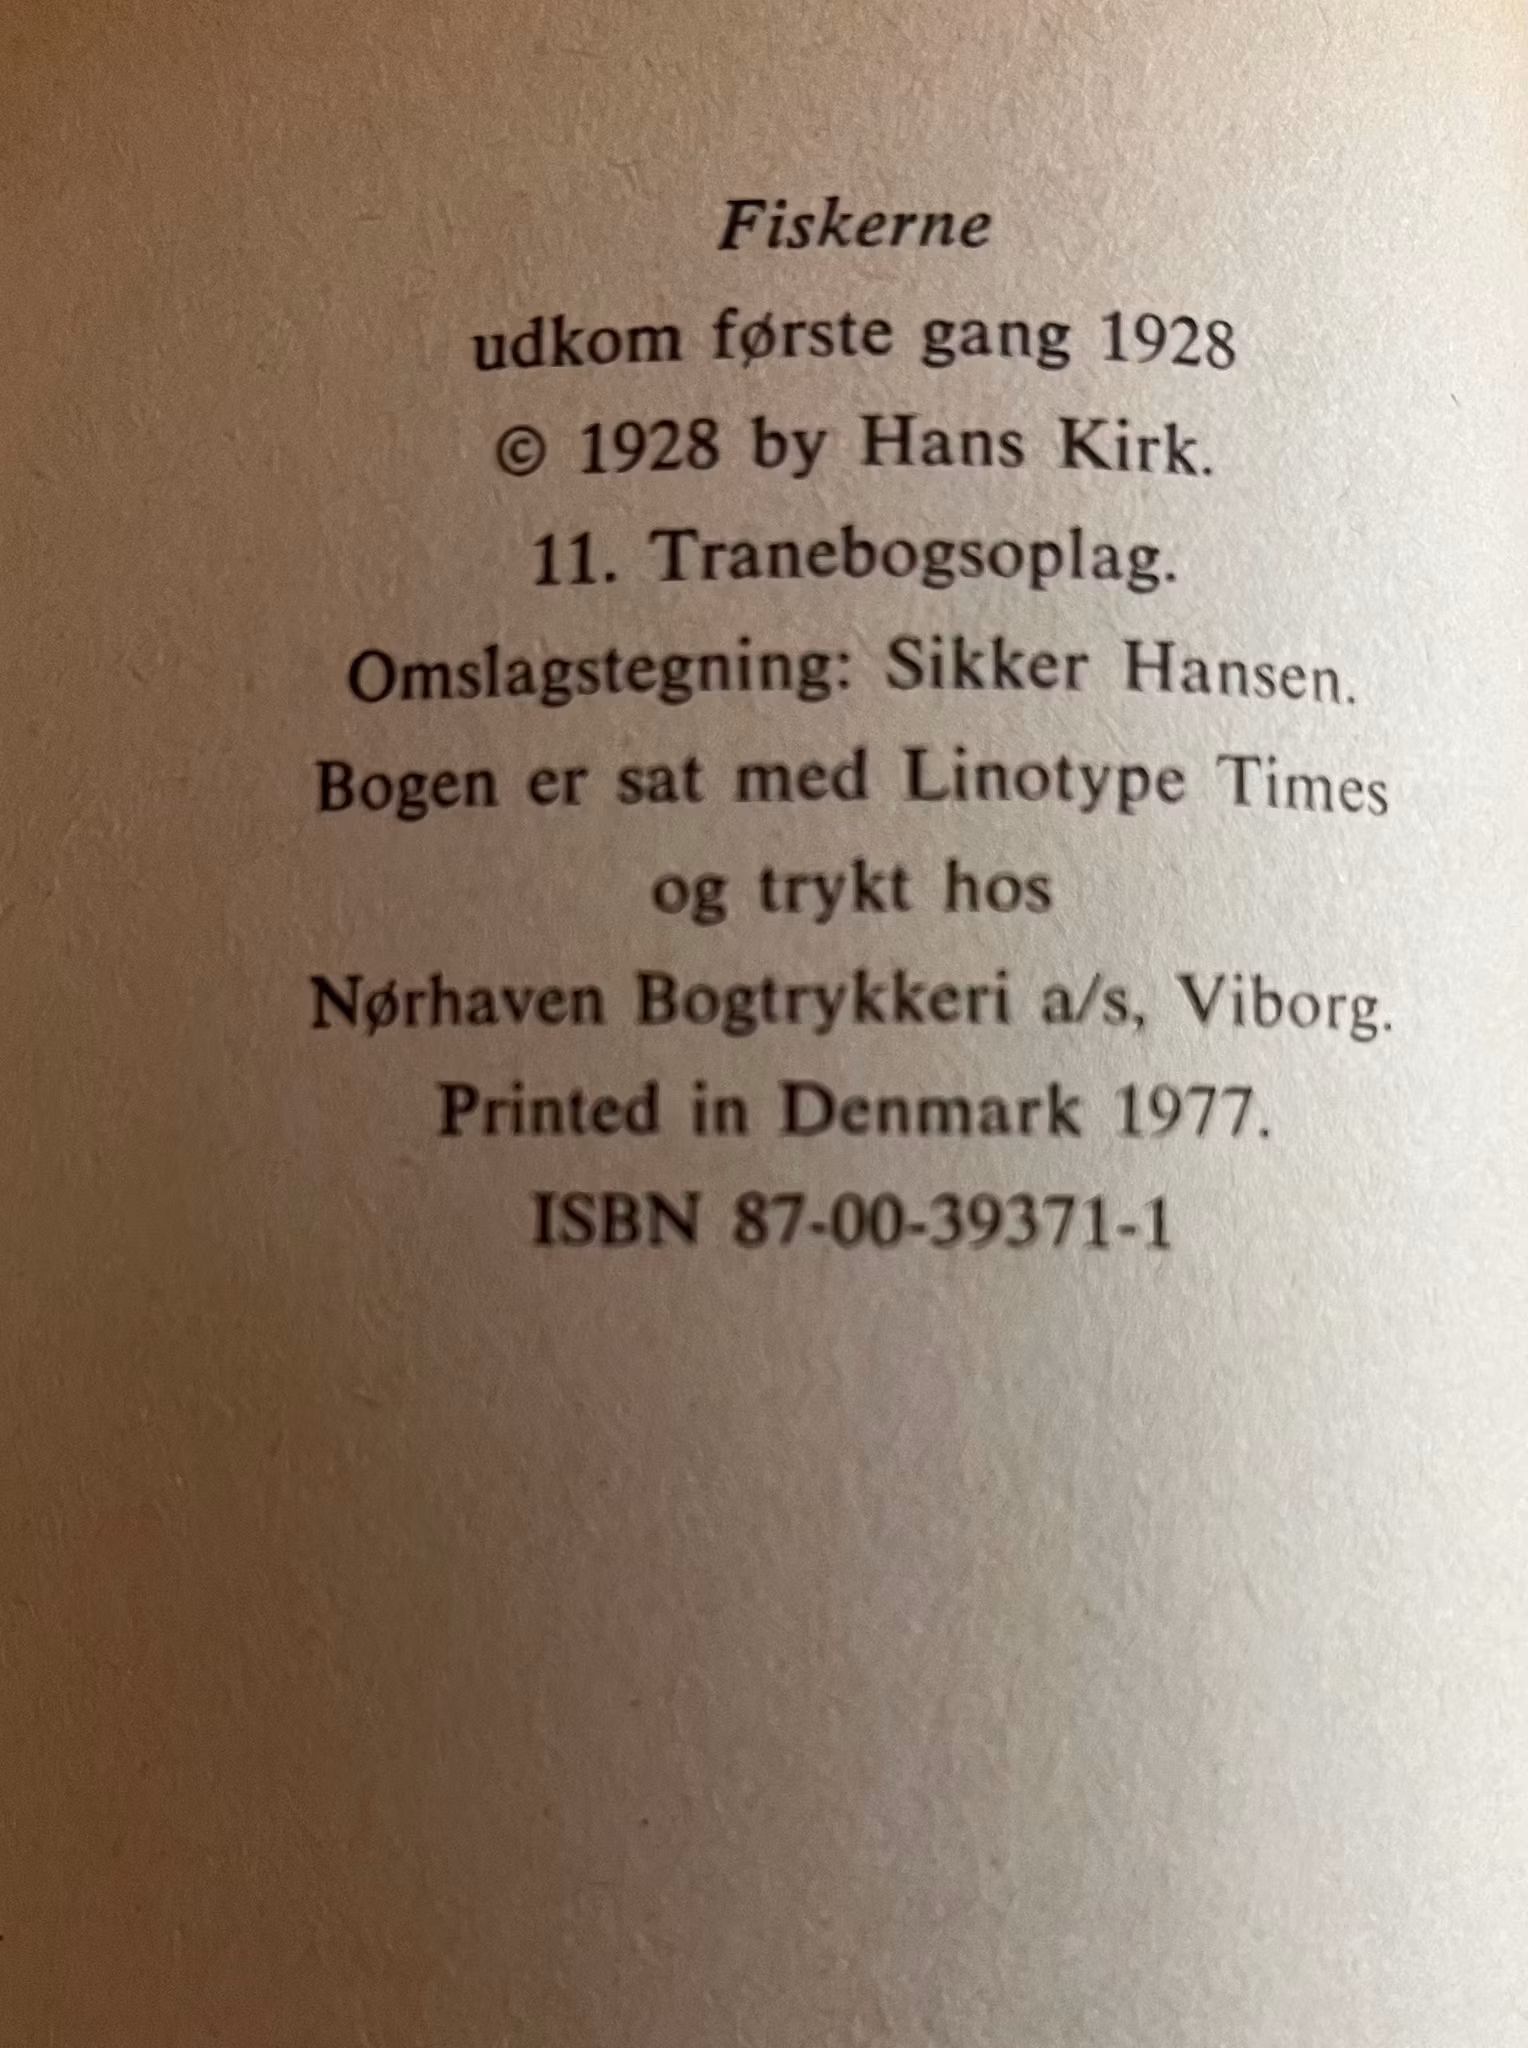 Fiskerne
udkom første gang 1928
© 1928 by Hans Kirk.
11. Tranebogsoplag.
Omslagstegning: Sikker Hansen.
Bogen er sat med Linotype Times
og trykt hos
Nørhaven Bogtrykkeri a/s, Viborg.
Printed in Denmark 1977.
ISBN 87-00-39371-1